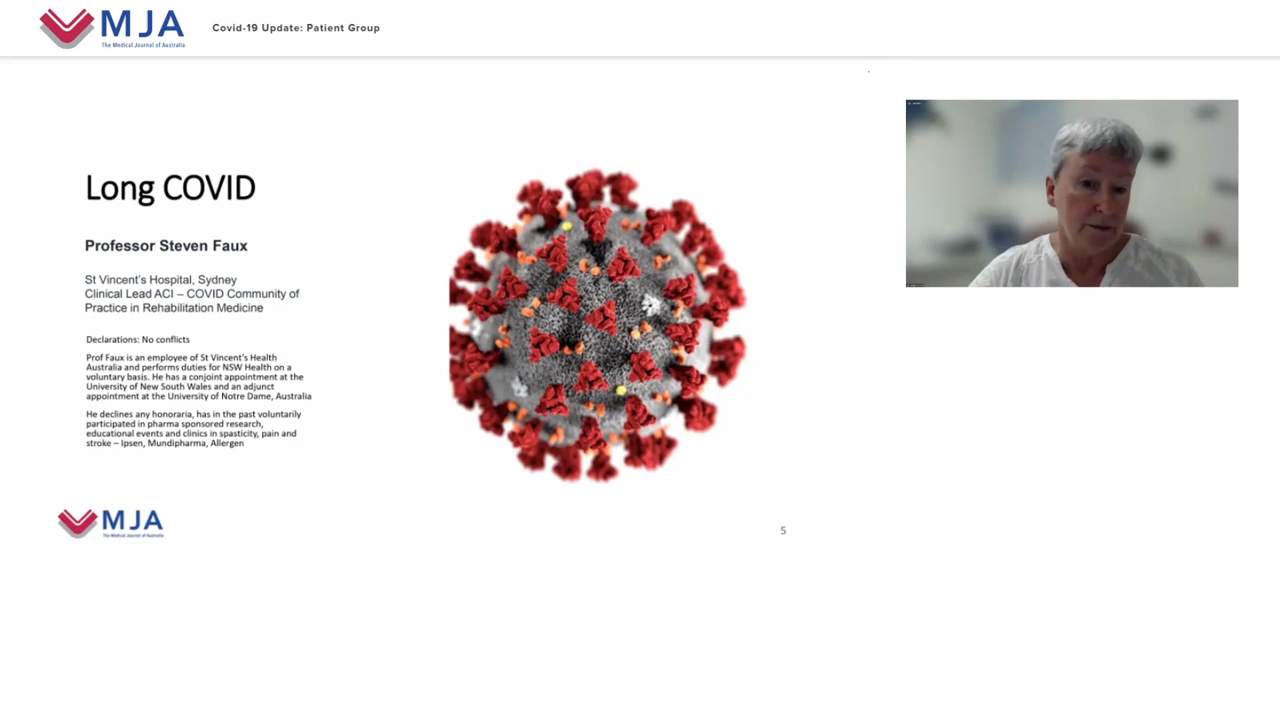 MJA
The Medical Journal of Australia
Covid-19 Update: Patient Group
Long COVID
Professor Steven Faux
St Vincent's Hospital, Sydney
Clinical Lead ACI – COVID Community of
Practice in Rehabilitation Medicine
Declarations: No conflicts
Prof Faux is an employee of St Vincent's Health
Australia and performs duties for NSW Health on a
voluntary basis. He has a conjoint appointment at the
University of New South Wales and an adjunct
appointment at the University of Notre Dame, Australia
He declines any honoraria, has in the past voluntarily
participated in pharma sponsored research,
educational events and clinics in spasticity, pain and
stroke – Ipsen, Mundipharma, Allergen
MJA
The Medical Journal of Australia
5